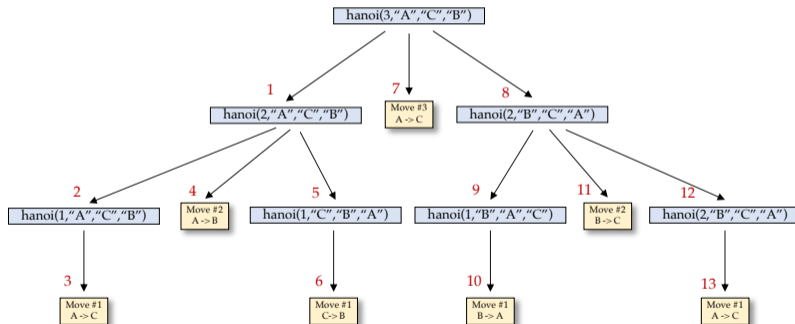 hanoi(3,“A”,“C”,“B”)
1
7
8
hanoi(2,“A”,“C”,“B”)
Move #3
A -> C
hanoi(2,“B”,“C”,“A”)
2
4
5
9
11
12
hanoi(1,“A”,“C”,“B”)
Move #2
A -> B
hanoi(1,“C”,“B”,“A”)
hanoi(1,“B”,“A”,“C”)
Move #2
B -> C
hanoi(2,“B”,“C”,“A”)
3
6
10
13
Move #1
A -> C
Move #1
C-> B
Move #1
B -> A
Move #1
A -> C